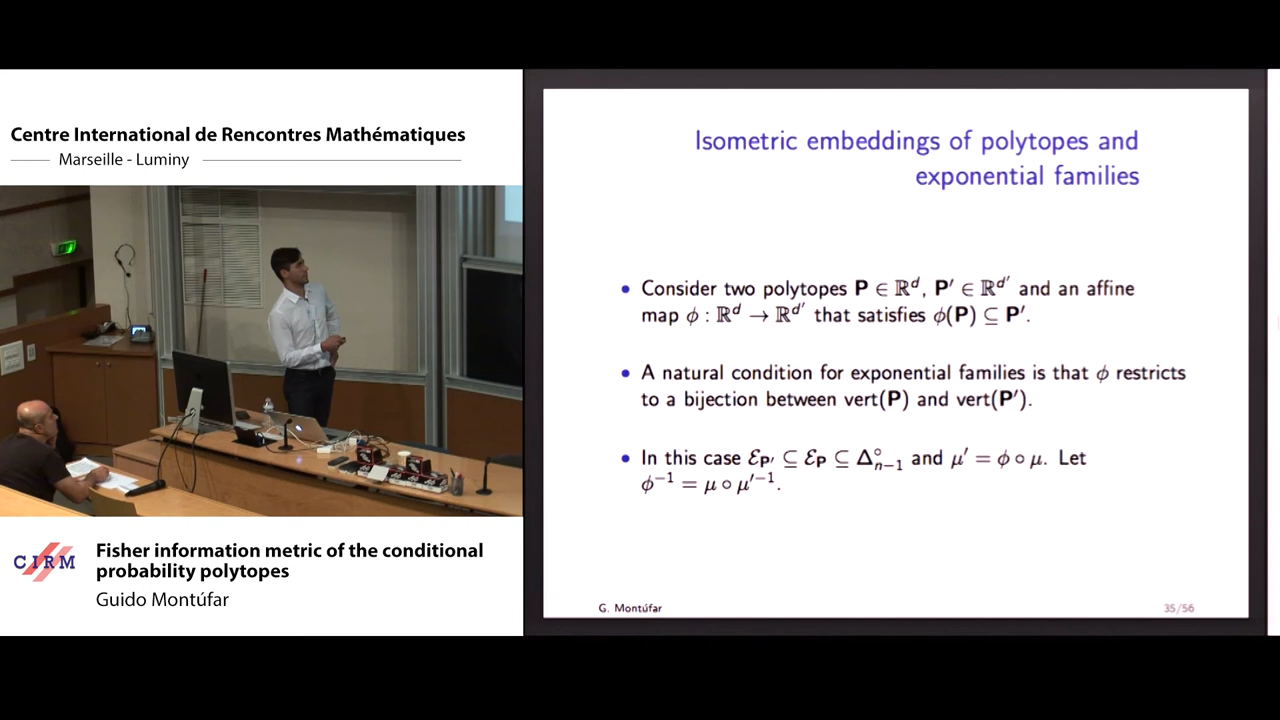 Centre International de Rencontres Mathématiques
Marseille - Luminy
Isometric embeddings of polytopes and
exponential families
• Consider two polytopes P ∈ ℝ^d, P′ ∈ ℝ^d′ and an affine
map ϕ : ℝ^d → ℝ^d′ that satisfies ϕ(P) ⊆ P′.
• A natural condition for exponential families is that ϕ restricts
to a bijection between vert(P) and vert(P′).
• In this case ℰ_P′ ⊆ ℰ_P ⊆ Δ°_{n−1} and μ′ = ϕ ∘ μ. Let
ϕ^−1 = μ ∘ μ′^−1.
G. Montúfar
35/56
CIRM
Fisher information metric of the conditional
probability polytopes
Guido Montúfar